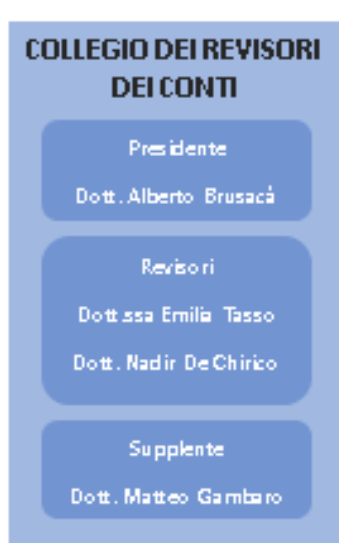 COLLEGIO DEI REVISORI
DEI CONTI
Presidente
Dott. Alberto Brusacà
Revisori
Dott.ssa Emilia Tasso
Dott. Nadir De Chirico
Supplente
Dott. Matteo Gambaro